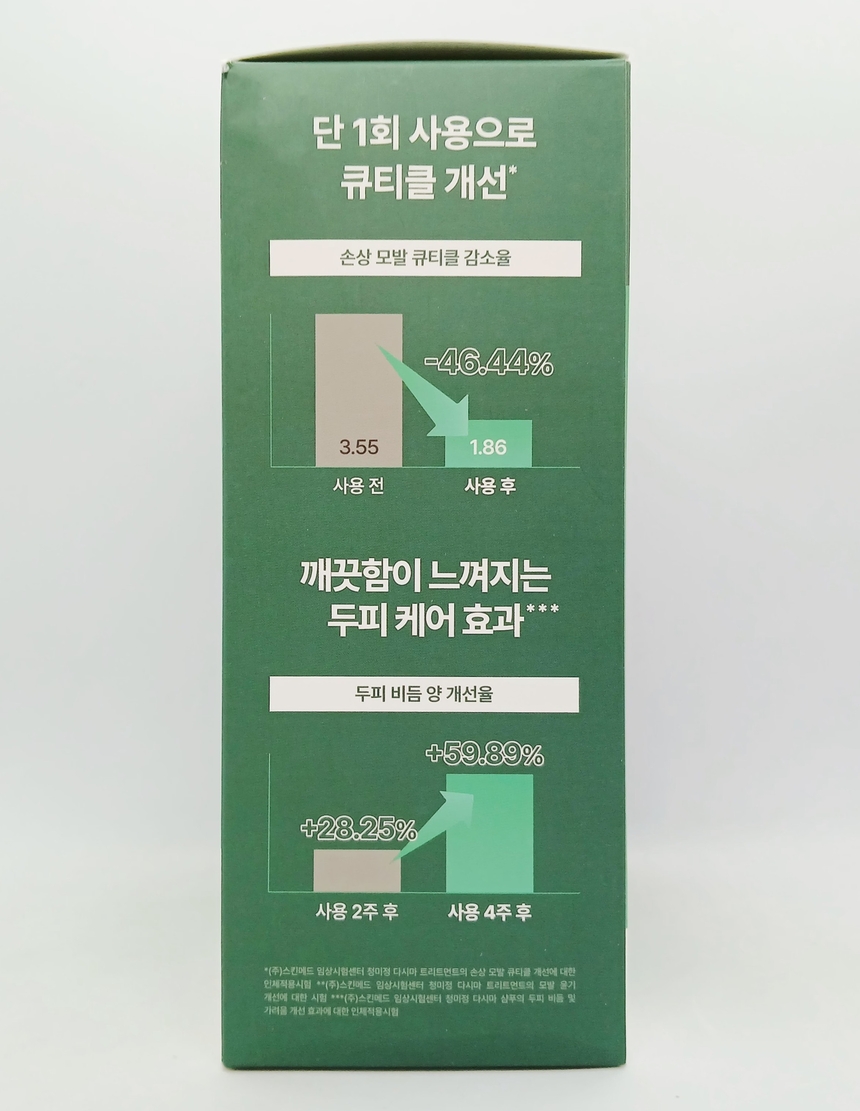 단 1회 사용으로
큐티클 개선*
손상 모발 큐티클 감소율
-46.44%
3.55
1.86
사용 전
사용 후
깨끗함이 느껴지는
두피 케어 효과***
두피 비듬 양 개선율
+59.89%
+28.25%
사용 2주 후
사용 4주 후
*(주)스킨메드 임상시험센터 청미정 다시마 트리트먼트의 손상 모발 큐티클 개선에 대한
인체적용시험 **(주)스킨메드 임상시험센터 청미정 다시마 트리트먼트의 모발 윤기
개선에 대한 시험 ***(주)스킨메드 임상시험센터 청미정 다시마 샴푸의 두피 비듬 및
가려움 개선 효과에 대한 인체적용시험